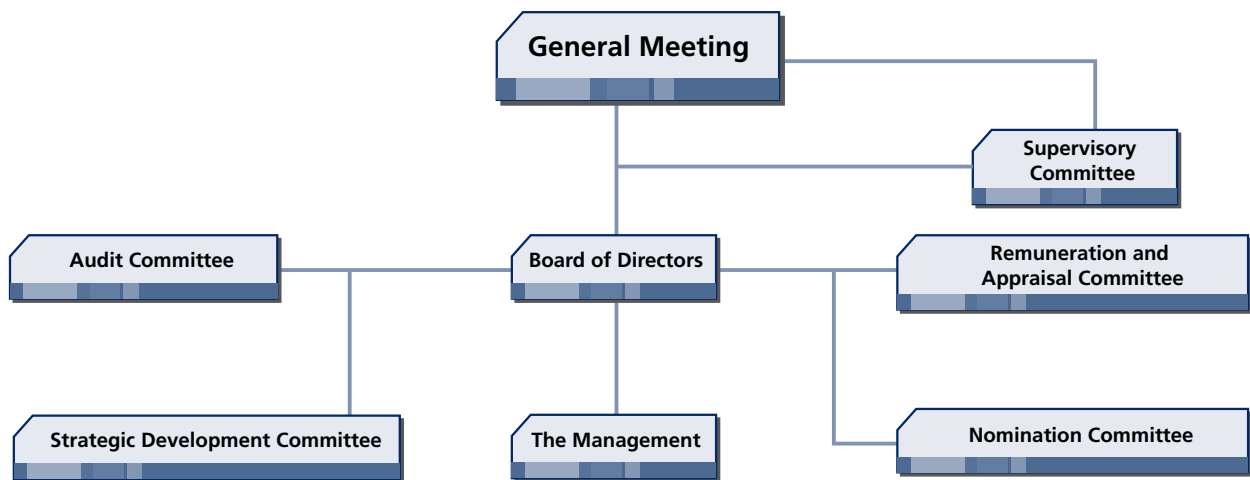 General Meeting
Supervisory
Committee
Audit Committee
Board of Directors
Remuneration and
Appraisal Committee
Strategic Development Committee
The Management
Nomination Committee